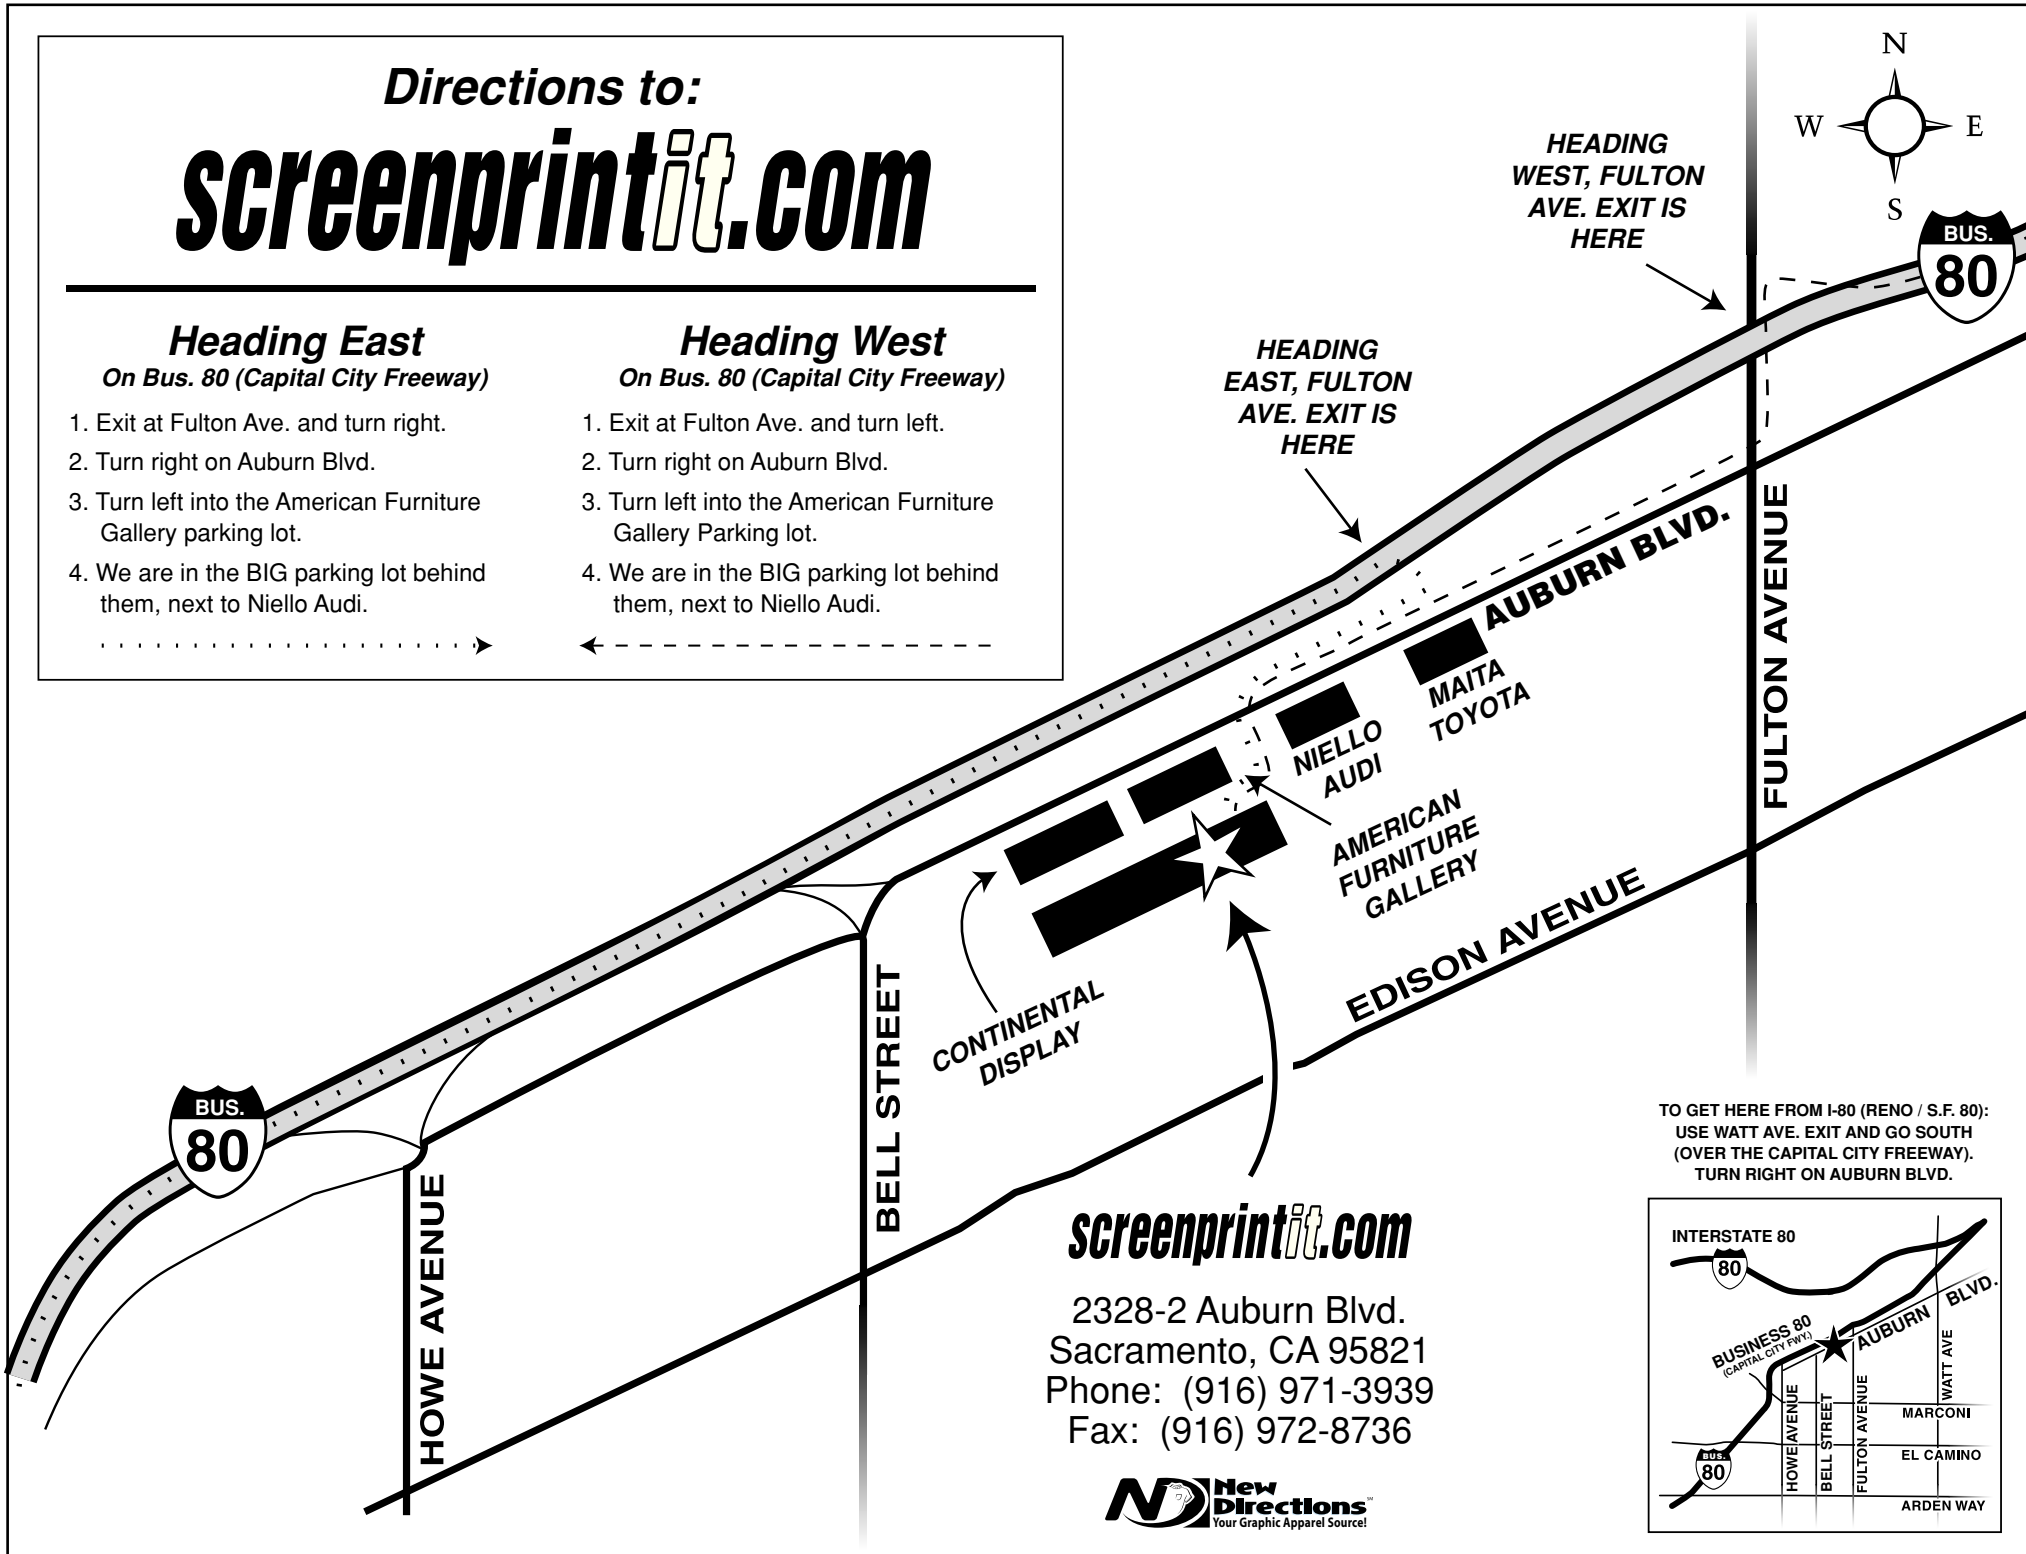 Directions to:
screenprintit.com
Heading East
On Bus. 80 (Capital City Freeway)
1. Exit at Fulton Ave. and turn right.
2. Turn right on Auburn Blvd.
3. Turn left into the American Furniture
Gallery parking lot.
4. We are in the BIG parking lot behind
them, next to Niello Audi.
Heading West
On Bus. 80 (Capital City Freeway)
1. Exit at Fulton Ave. and turn left.
2. Turn right on Auburn Blvd.
3. Turn left into the American Furniture
Gallery Parking lot.
4. We are in the BIG parking lot behind
them, next to Niello Audi.
N
W
E
S
HEADING
WEST, FULTON
AVE. EXIT IS
HERE
BUS.
80
HEADING
EAST, FULTON
AVE. EXIT IS
HERE
AUBURN BLVD.
FULTON AVENUE
MAITA
TOYOTA
NIELLO
AUDI
AMERICAN
FURNITURE
GALLERY
EDISON AVENUE
CONTINENTAL
DISPLAY
BELL STREET
BUS.
80
HOWE AVENUE
screenprintit.com
2328-2 Auburn Blvd.
Sacramento, CA 95821
Phone: (916) 971-3939
Fax: (916) 972-8736
ND
New
Directions
Your Graphic Apparel Source!
TO GET HERE FROM I-80 (RENO / S.F. 80):
USE WATT AVE. EXIT AND GO SOUTH
(OVER THE CAPITAL CITY FREEWAY).
TURN RIGHT ON AUBURN BLVD.
INTERSTATE 80
80
BUSINESS 80
(CAPITAL CITY FWY.)
AUBURN BLVD.
WATT AVE
HOWE AVENUE
BELL STREET
FULTON AVENUE
MARCONI
EL CAMINO
BUS.
80
ARDEN WAY